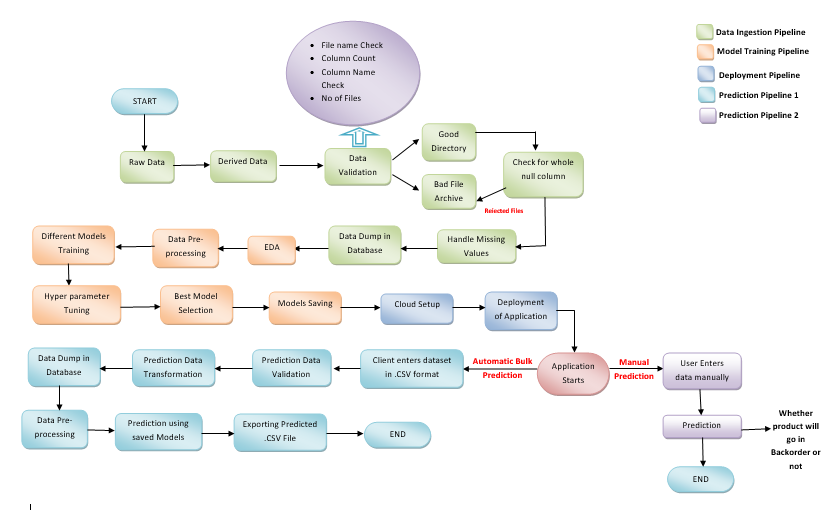 Data Ingestion Pipeline
Model Training Pipeline
Deployment Pipeline
Prediction Pipeline 1
Prediction Pipeline 2
• File name Check
• Column Count
• Column Name
Check
• No of Files
START
Raw Data
Derived Data
Data
Validation
Good
Directory
Bad File
Archive
Check for whole
null column
Rejected Files
Different Models
Training
Data Pre-
processing
EDA
Data Dump in
Database
Handle Missing
Values
Hyper parameter
Tuning
Best Model
Selection
Models Saving
Cloud Setup
Deployment
of Application
Data Dump in
Database
Prediction Data
Transformation
Prediction Data
Validation
Client enters dataset
in .CSV format
Automatic Bulk
Prediction
Application
Starts
Manual
Prediction
User Enters
data manually
Data Pre-
processing
Prediction using
saved Models
Exporting Predicted
.CSV File
END
Prediction
Whether
product will
go in
Backorder or
not
END